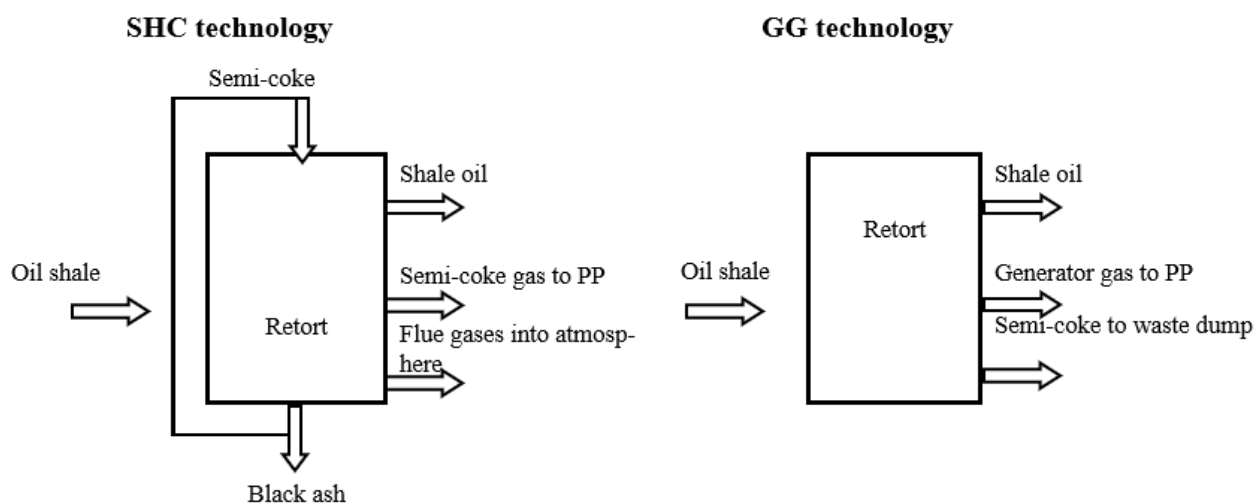 SHC technology
Semi-coke
Oil shale
Retort
Shale oil
Semi-coke gas to PP
Flue gases into atmosp-
here
Black ash
GG technology
Oil shale
Retort
Shale oil
Generator gas to PP
Semi-coke to waste dump